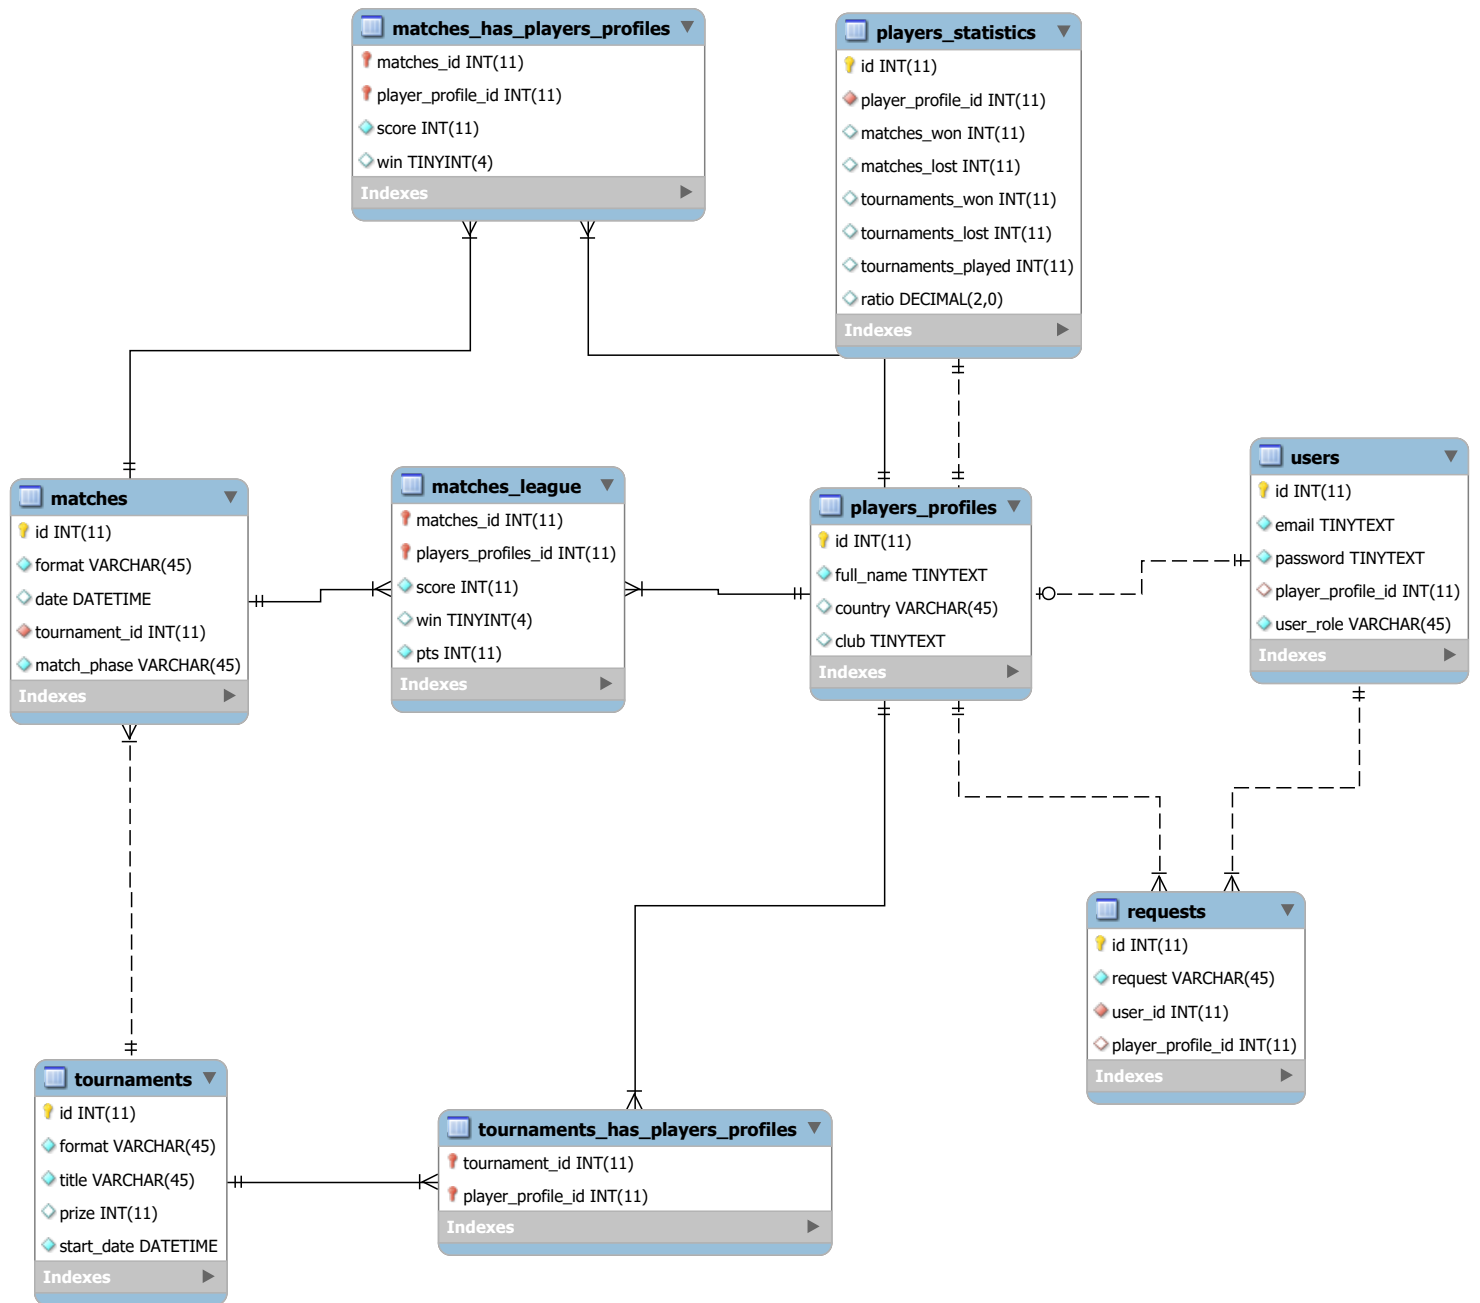 matches_has_players_profiles
matches_id INT(11)
player_profile_id INT(11)
score INT(11)
win TINYINT(4)
Indexes
players_statistics
id INT(11)
player_profile_id INT(11)
matches_won INT(11)
matches_lost INT(11)
tournaments_won INT(11)
tournaments_lost INT(11)
tournaments_played INT(11)
ratio DECIMAL(2,0)
Indexes
matches
id INT(11)
format VARCHAR(45)
date DATETIME
tournament_id INT(11)
match_phase VARCHAR(45)
Indexes
matches_league
matches_id INT(11)
players_profiles_id INT(11)
score INT(11)
win TINYINT(4)
pts INT(11)
Indexes
players_profiles
id INT(11)
full_name TINYTEXT
country VARCHAR(45)
club TINYTEXT
Indexes
users
id INT(11)
email TINYTEXT
password TINYTEXT
player_profile_id INT(11)
user_role VARCHAR(45)
Indexes
requests
id INT(11)
request VARCHAR(45)
user_id INT(11)
player_profile_id INT(11)
Indexes
tournaments
id INT(11)
format VARCHAR(45)
title VARCHAR(45)
prize INT(11)
start_date DATETIME
Indexes
tournaments_has_players_profiles
tournament_id INT(11)
player_profile_id INT(11)
Indexes